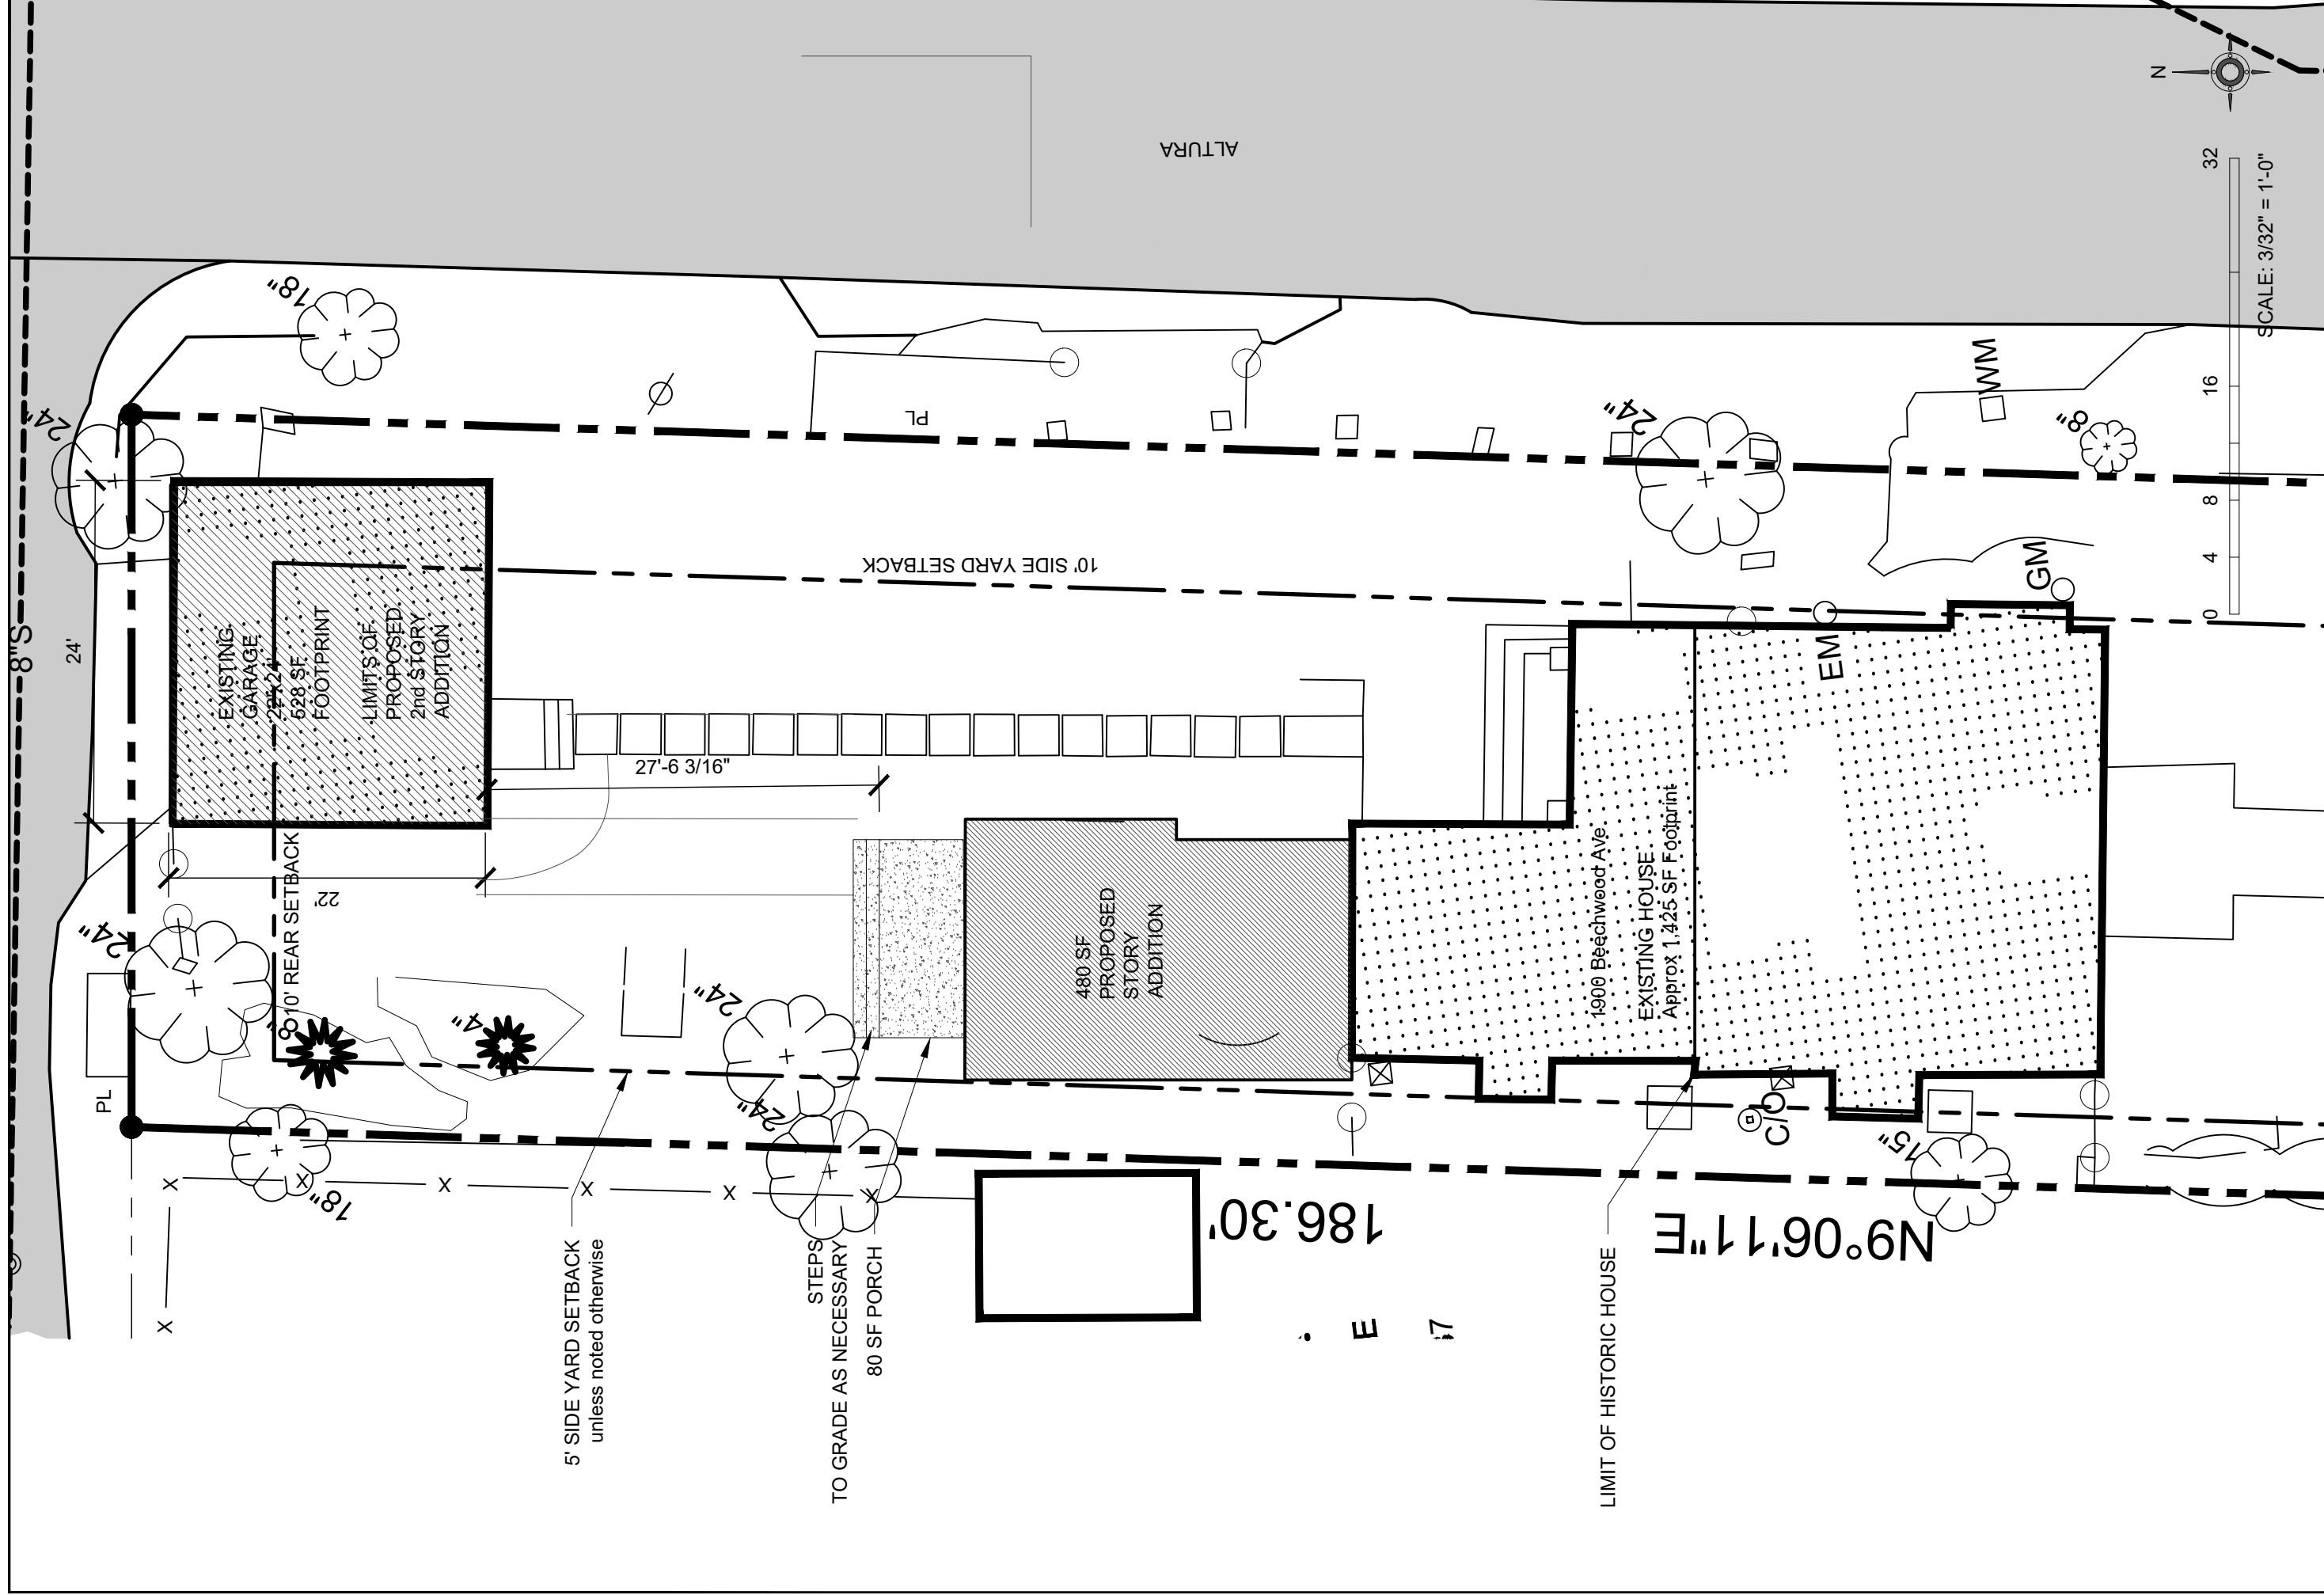 ALTURA
N
32
16
8
4
0
SCALE: 3/32" = 1'-0"
18"
24"
PL
24"
WM
8"
10' SIDE YARD SETBACK
GM
EM
8"S
24'
EXISTING
GARAGE
22'x24'
528 SF
FOOTPRINT
LIMITS OF
PROPOSED
2nd STORY
ADDITION
27'-6 3/16"
22'
10' REAR SETBACK
24"
8"
4"
24"
480 SF
PROPOSED
STORY
ADDITION
1900 Beechwood Ave
EXISTING HOUSE
Approx 1,425 SF Footprint
PL
24"
C/O
15"
18"
X
X
X
X
X
X
X
186.30'
N9°06'11"E
5' SIDE YARD SETBACK
unless noted otherwise
STEPS
TO GRADE AS NECESSARY
80 SF PORCH
LIMIT OF HISTORIC HOUSE
E